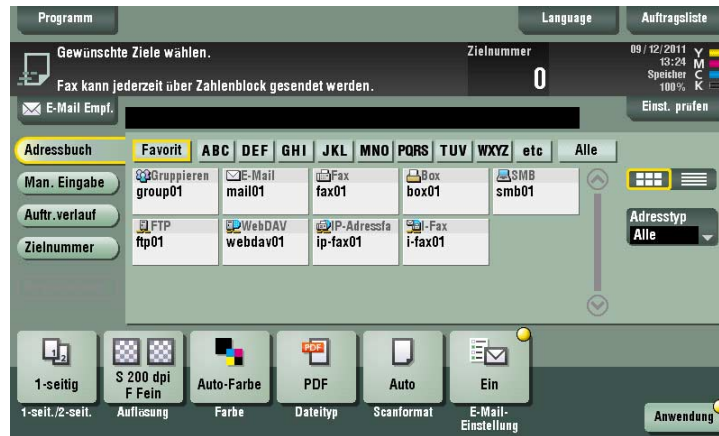 Programm
Language
Auftragsliste
Gewünschte Ziele wählen.
Zielnummer
0
09/12/2011
13:24
Speicher
100%
Y
M
C
K
Fax kann jederzeit über Zahlenblock gesendet werden.
E-Mail Empf.
Einst. prüfen
Adressbuch
Favorit ABC DEF GHI JKL MNO PQRS TUV WXYZ etc Alle
Man. Eingabe
Auftr.verlauf
Zielnummer
Gruppieren
group01
E-Mail
mail01
Fax
fax01
Box
box01
SMB
smb01
FTP
ftp01
WebDAV
webdav01
IP-Adressfa
ip-fax01
I-Fax
i-fax01
Adresstyp
Alle
1-seitig
S 200 dpi
F Fein
Auto-Farbe
PDF
PDF
Auto
Ein
1-seit./2-seit.
Auflösung
Farbe
Dateityp
Scanformat
E-Mail-
Einstellung
Anwendung